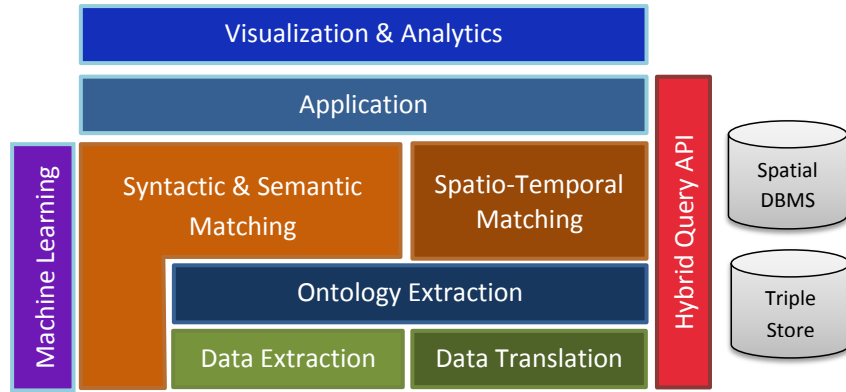 Visualization & Analytics
Application
Machine Learning
Syntactic & Semantic
Matching
Spatio-Temporal
Matching
Hybrid Query API
Spatial
DBMS
Ontology Extraction
Triple
Store
Data Extraction
Data Translation